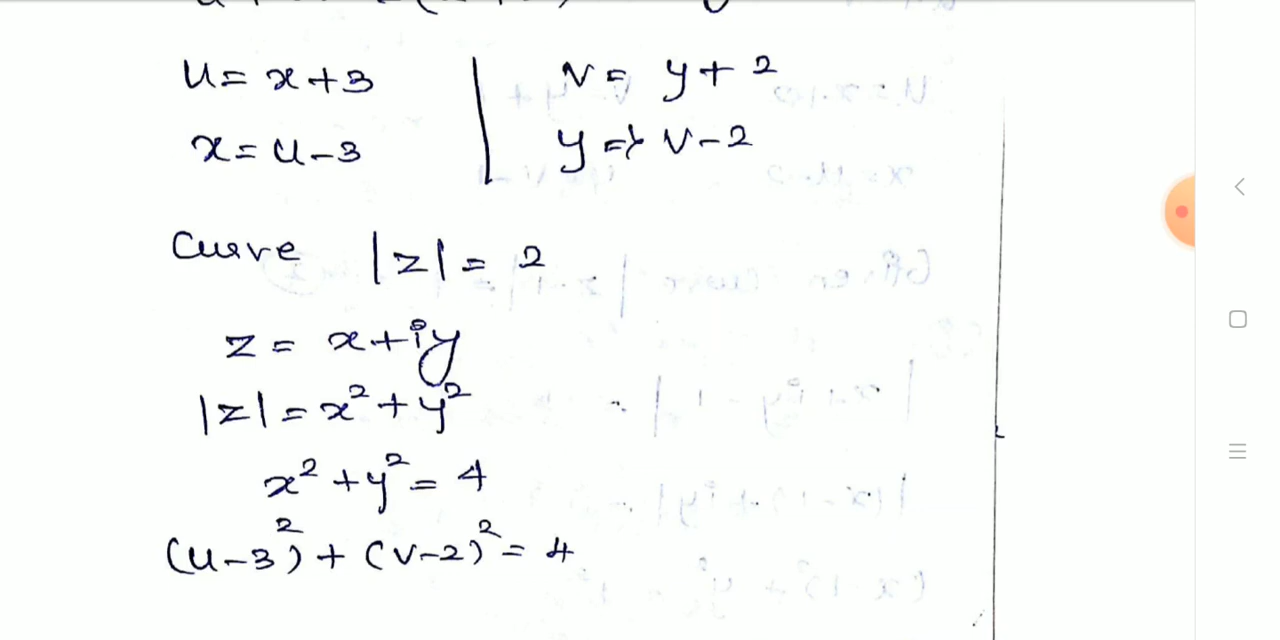 u = x + 3 | v = y + 2
x = u - 3 | y => v - 2
Curve |z| = 2
z = x + iy
|z| = x² + y²
x² + y² = 4
(u - 3)² + (v - 2)² = 4